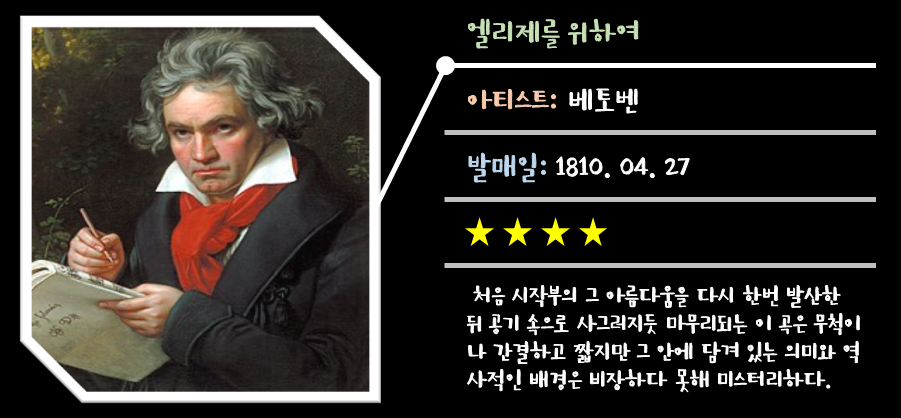 엘리제를 위하여
아티스트: 베토벤
발매일: 1810. 04. 27
★ ★ ★ ★
처음 시작부의 그 아름다움을 다시 한번 발산한
뒤 공기 속으로 사그러지듯 마무리되는 이 곡은 무척이
나 간결하고 짧지만 그 안에 담겨 있는 의미와 역
사적인 배경은 비장하다 못해 미스터리하다.